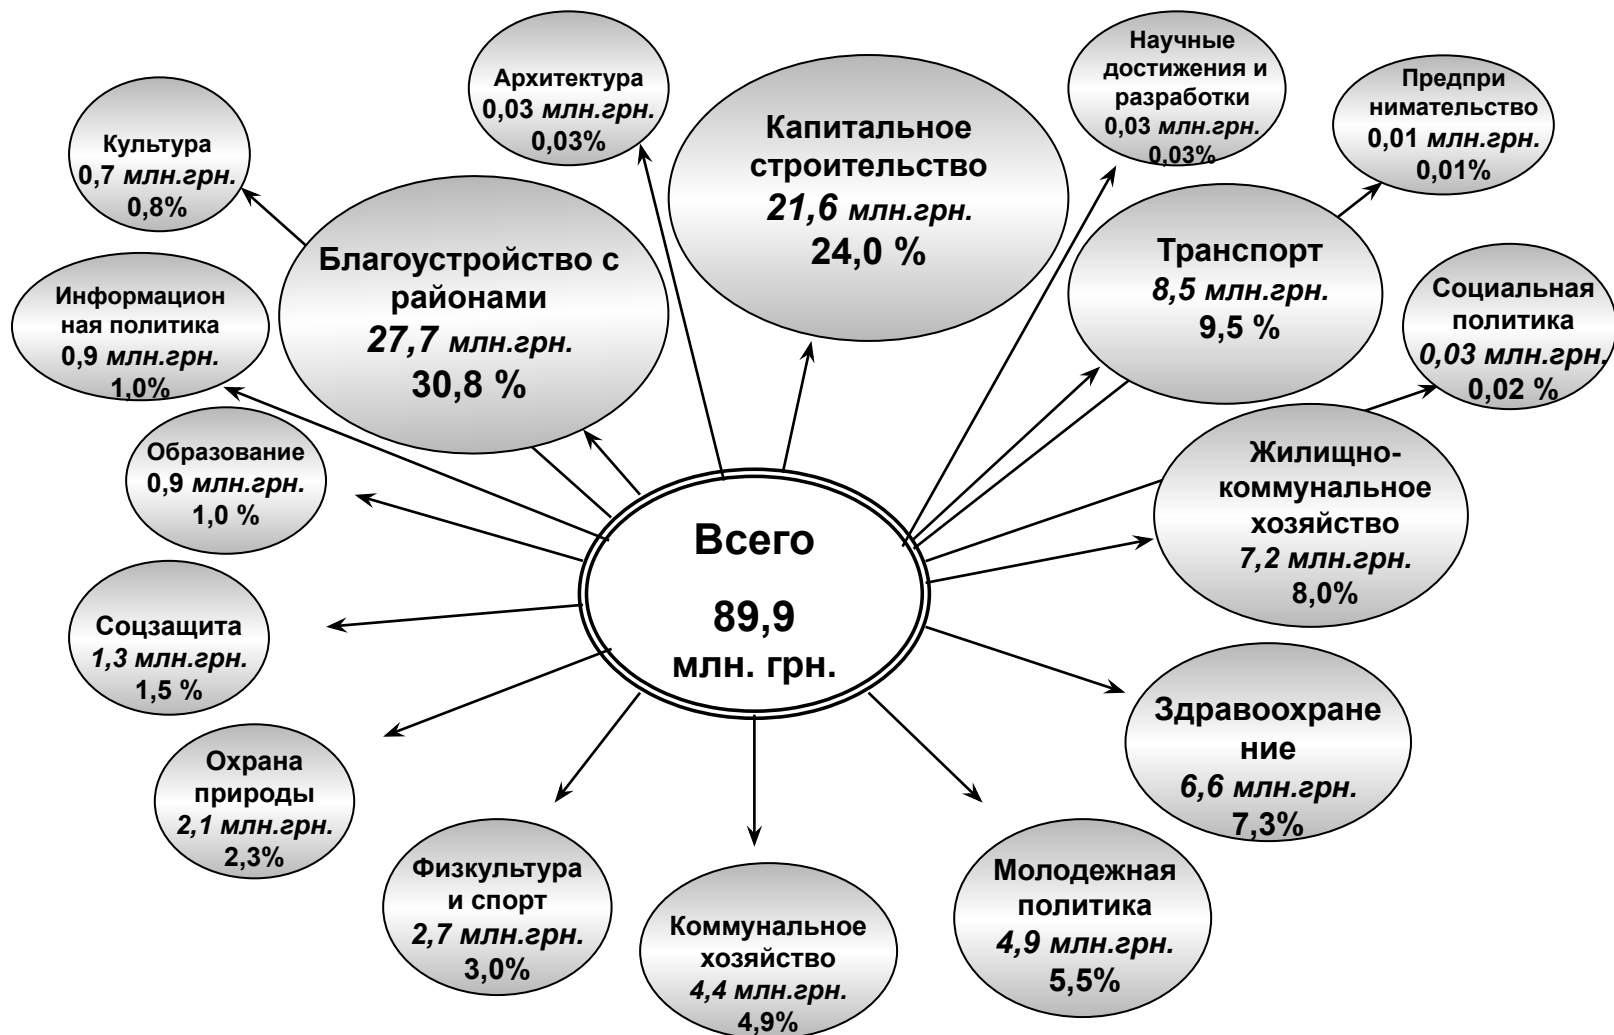 Архитектура
0,03 млн.грн.
0,03%
Капитальное
строительство
21,6 млн.грн.
24,0 %
Научные
достижения и
разработки
0,03 млн.грн.
0,03%
Предпри
нимательство
0,01 млн.грн.
0,01%
Культура
0,7 млн.грн.
0,8%
Благоустройство с
районами
27,7 млн.грн.
30,8 %
Транспорт
8,5 млн.грн.
9,5 %
Социальная
политика
0,03 млн.грн.
0,02 %
Информацион
ная политика
0,9 млн.грн.
1,0%
Образование
0,9 млн.грн.
1,0 %
Жилищно-
коммунальное
хозяйство
7,2 млн.грн.
8,0%
Всего
89,9
млн. грн.
Соцзащита
1,3 млн.грн.
1,5 %
Здравоохране
ние
6,6 млн.грн.
7,3%
Охрана
природы
2,1 млн.грн.
2,3%
Физкультура
и спорт
2,7 млн.грн.
3,0%
Коммунальное
хозяйство
4,4 млн.грн.
4,9%
Молодежная
политика
4,9 млн.грн.
5,5%